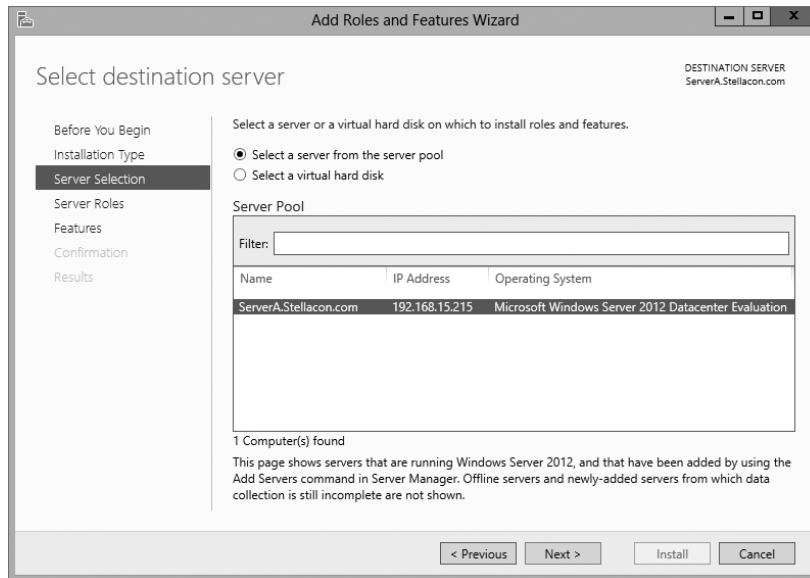 Add Roles and Features Wizard
Select destination server
DESTINATION SERVER
ServerA.Stellacon.com
Before You Begin
Installation Type
Server Selection
Server Roles
Features
Confirmation
Results
Select a server or a virtual hard disk on which to install roles and features.
Select a server from the server pool
Select a virtual hard disk
Server Pool
Filter:
Name IP Address Operating System
ServerA.Stellacon.com 192.168.15.215 Microsoft Windows Server 2012 Datacenter Evaluation
1 Computer(s) found
This page shows servers that are running Windows Server 2012, and that have been added by using the
Add Servers command in Server Manager. Offline servers and newly-added servers from which data
collection is still incomplete are not shown.
< Previous Next > Install Cancel